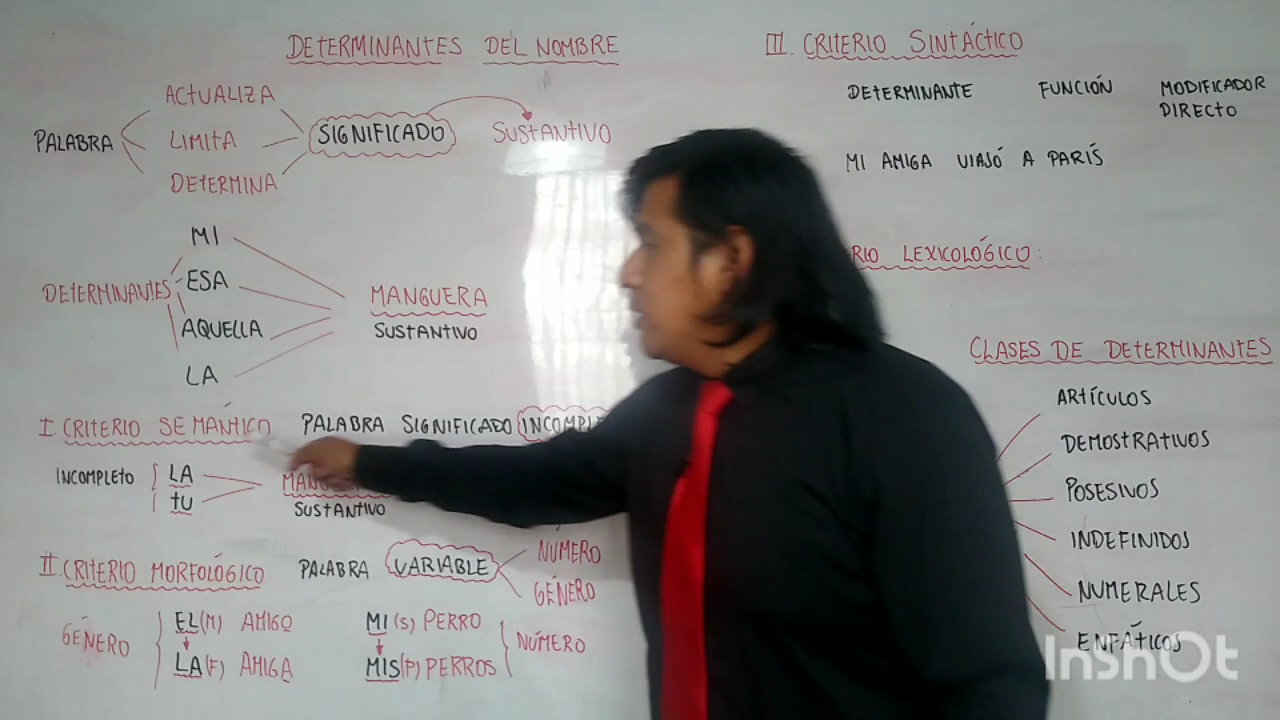 DETERMINANTES DEL NOMBRE
PALABRA
ACTUALIZA
LIMITA
DETERMINA
SIGNIFICADO
SUSTANTIVO
DETERMINANTES
MI
ESA
AQUELLA
LA
MANGUERA
SUSTANTIVO
I. CRITERIO SEMÁNTICO PALABRA SIGNIFICADO
INCOMPLETO
LA
TU
SUSTANTIVO
II. CRITERIO MORFOLÓGICO PALABRA VARIABLE
NUMERO
GÉNERO
GÉNERO
EL(M) AMIGO
LA(F) AMIGA
MI(S) PERRO
MIS(P) PERROS
NÚMERO
III. CRITERIO SINTÁCTICO
DETERMINANTE FUNCIÓN MODIFICADOR
DIRECTO
MI AMIGA VIAJÓ A PARÍS
LEXICOLÓGICO:
CLASES DE DETERMINANTES
ARTÍCULOS
DEMOSTRATIVOS
POSESIVOS
INDEFINIDOS
NUMERALES
ENFÁTICOS
InshOt